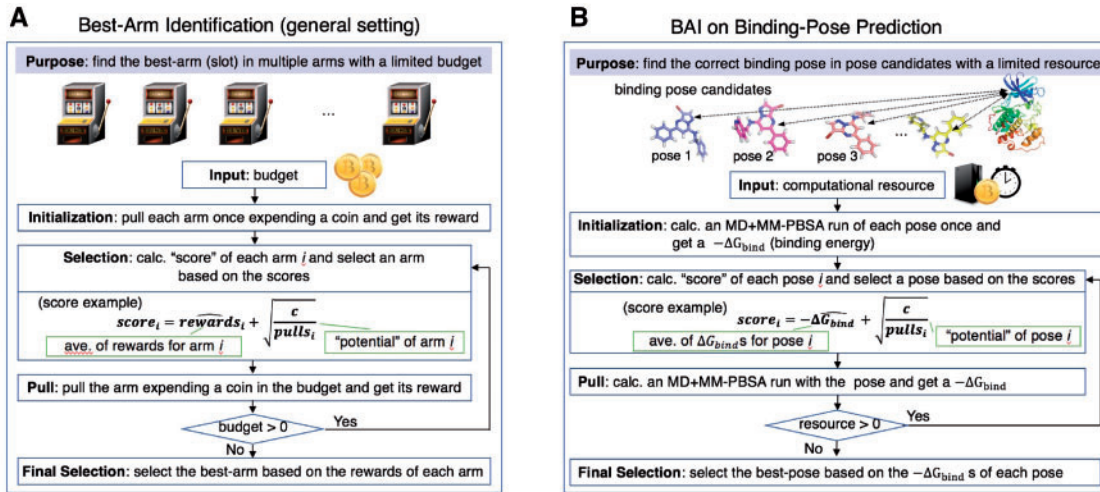 A
Best-Arm Identification (general setting)
Purpose: find the best-arm (slot) in multiple arms with a limited budget
...
Input: budget
Initialization: pull each arm once expending a coin and get its reward
Selection: calc. “score” of each arm i and select an arm
based on the scores
(score example)
score_i = rewards_i + √(c / pulls_i)
ave. of rewards for arm i
“potential” of arm i
Pull: pull the arm expending a coin in the budget and get its reward
budget > 0
Yes
No
Final Selection: select the best-arm based on the rewards of each arm
B
BAI on Binding-Pose Prediction
Purpose: find the correct binding pose in pose candidates with a limited resource
binding pose candidates
...
pose 1
pose 2
pose 3
Input: computational resource
Initialization: calc. an MD+MM-PBSA run of each pose once and
get a −ΔG_bind (binding energy)
Selection: calc. “score” of each pose i and select a pose based on the scores
(score example)
score_i = −ΔG_bind + √(c / pulls_i)
ave. of ΔG_binds for pose i
“potential” of pose i
Pull: calc. an MD+MM-PBSA run with the pose and get a −ΔG_bind
resource > 0
Yes
No
Final Selection: select the best-pose based on the −ΔG_bind s of each pose